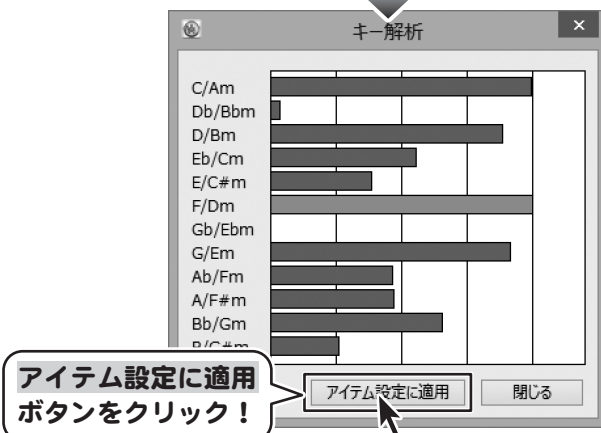 キー解析
C/Am
Db/Bbm
D/Bm
Eb/Cm
E/C#m
F/Dm
Gb/Ebm
G/Em
Ab/Fm
A/F#m
Bb/Gm
B/G#m
アイテム設定に適用
ボタンをクリック！
アイテム設定に適用 閉じる